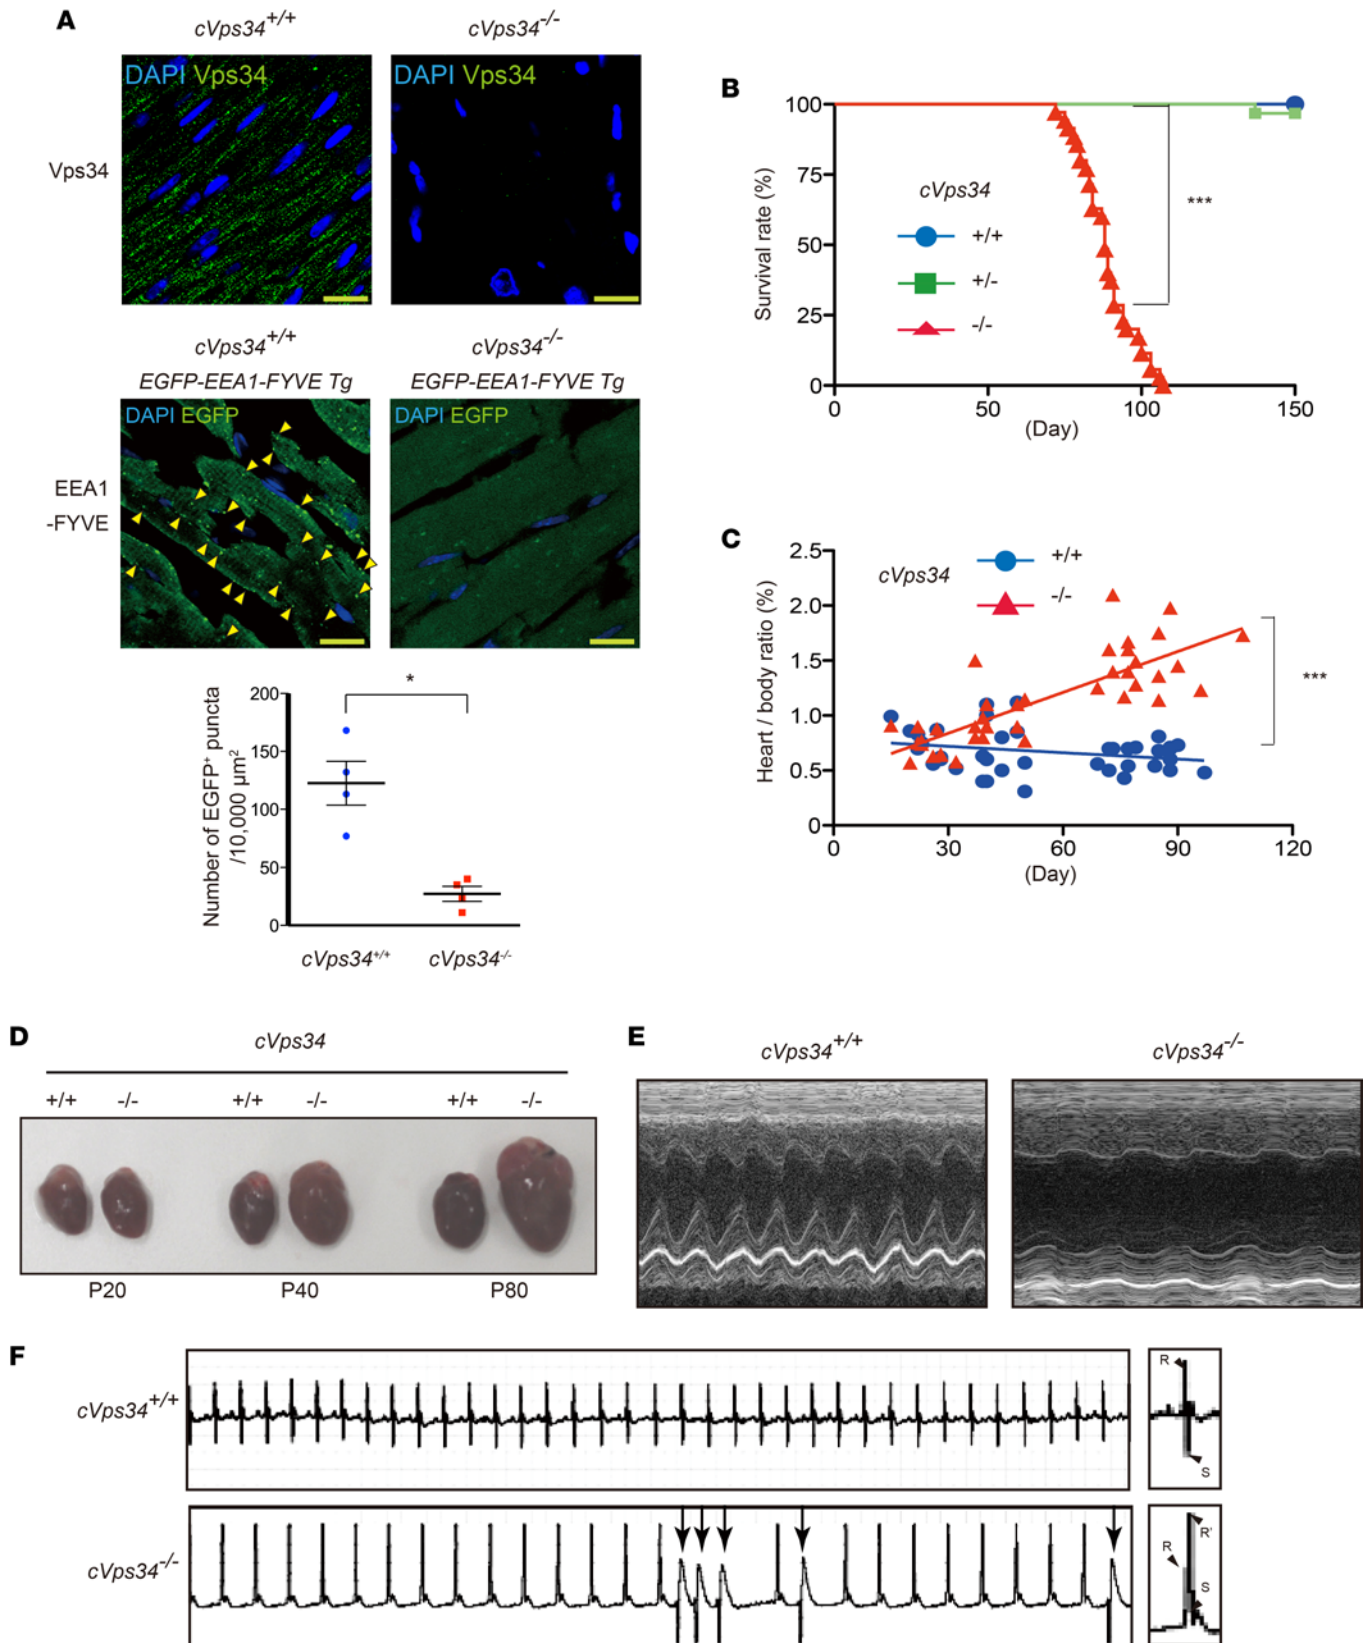 A
cVps34+/+
cVps34-/-
DAPI Vps34
DAPI Vps34
Vps34
cVps34+/+
EGFP-EEA1-FYVE Tg
cVps34-/-
EGFP-EEA1-FYVE Tg
DAPI EGFP
DAPI EGFP
EEA1
-FYVE
Number of EGFP+ puncta
/10,000 µm2
200
150
100
50
0
*
cVps34+/+
cVps34-/-
B
Survival rate (%)
100
75
50
25
0
cVps34
+/+
+/-
-/-
***
0
50
100
150
(Day)
C
Heart / body ratio (%)
2.5
2.0
1.5
1.0
0.5
0
cVps34
+/+
-/-
***
0
30
60
90
120
(Day)
D
cVps34
+/+
-/-
+/+
-/-
+/+
-/-
P20
P40
P80
E
cVps34+/+
cVps34-/-
F
cVps34+/+
R
S
cVps34-/-
R
R'
S